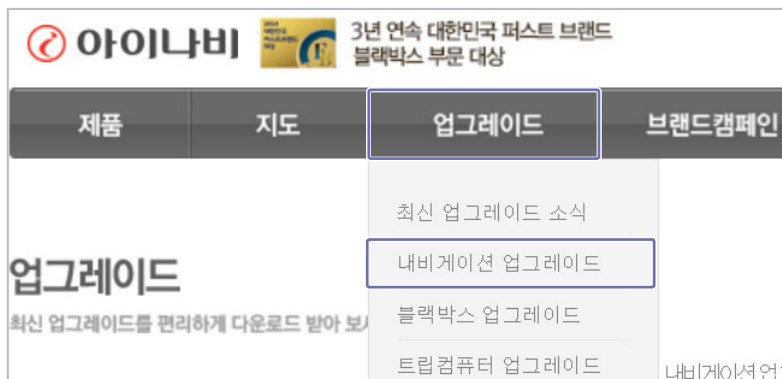 아이나비
3년 연속 대한민국 퍼스트 브랜드
블랙박스 부문 대상
제품 지도 업그레이드 브랜드캠페인
최신 업그레이드 소식
내비게이션 업그레이드
블랙박스 업그레이드
트립컴퓨터 업그레이드
업그레이드
최신 업그레이드를 편리하게 다운로드 받아 보
내비게이션